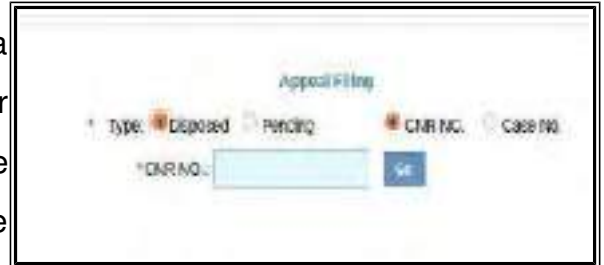 Appeal Filing
* Type: Disposed Pending CNR NO. Case No.
*CNR NO.: Go
a
r
e
e